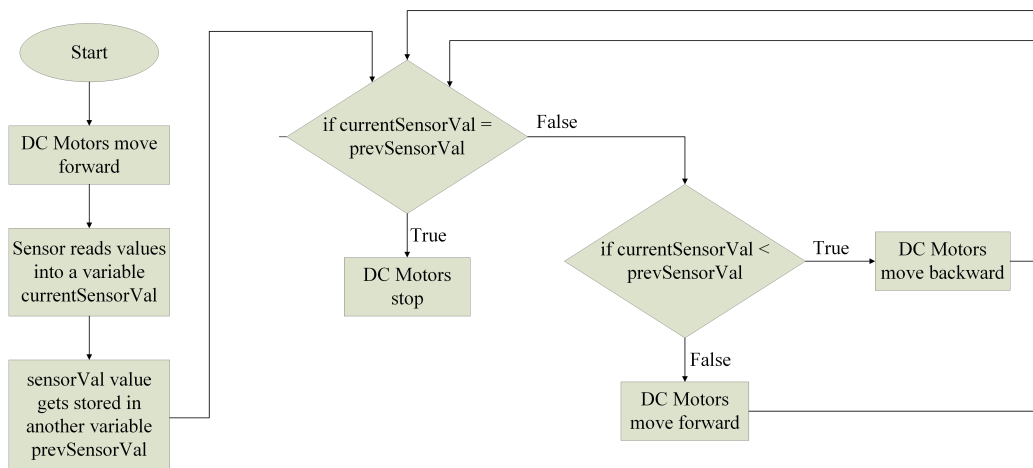 Start
DC Motors move
forward
Sensor reads values
into a variable
currentSensorVal
sensorVal value
gets stored in
another variable
prevSensorVal
if currentSensorVal =
prevSensorVal
False
True
DC Motors
stop
if currentSensorVal <
prevSensorVal
True
DC Motors
move backward
False
DC Motors
move forward